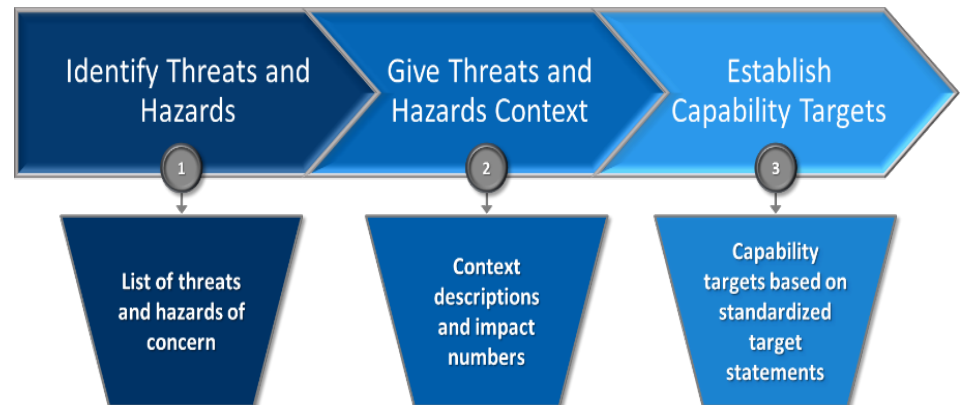 Identify Threats and
Hazards
Give Threats and
Hazards Context
Establish
Capability Targets
1
2
3
List of threats
and hazards of
concern
Context
descriptions
and impact
numbers
Capability
targets based on
standardized
target
statements